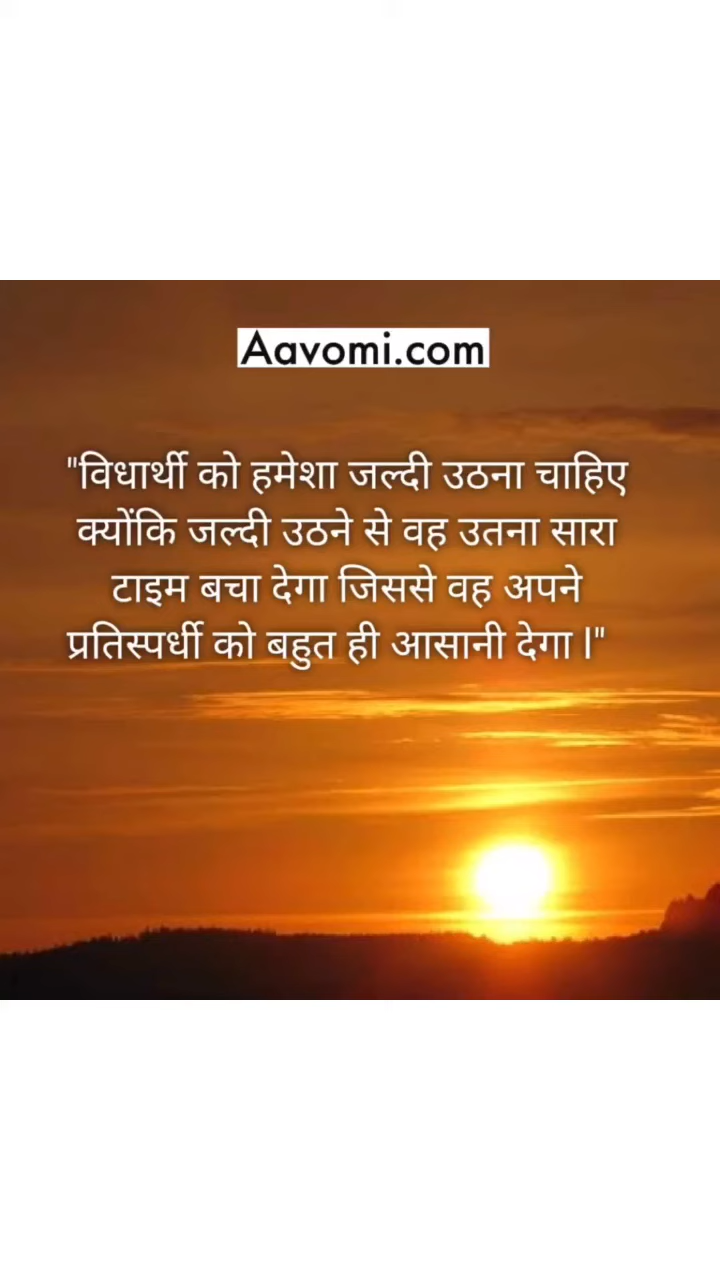 Aavomi.com
"विधार्थी को हमेशा जल्दी उठना चाहिए
क्योंकि जल्दी उठने से वह उतना सारा
टाइम बचा देगा जिससे वह अपने
प्रतिस्पर्धी को बहुत ही आसानी देगा ।"